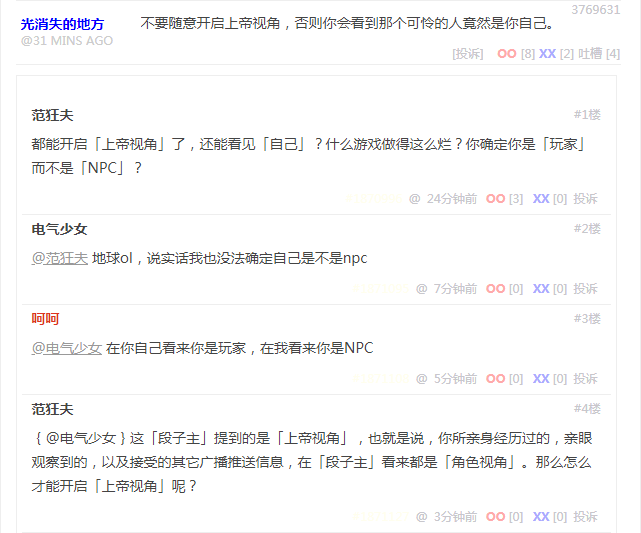 3769631
光消失的地方
不要随意开启上帝视角，否则你会看到那个可怜的人竟然是你自己。
@31 MINS AGO
[投诉] OO [8] XX [2] 吐槽 [4]
范狂夫 #1楼
都能开启「上帝视角」了，还能看见「自己」？什么游戏做得这么烂？你确定你是「玩家」
而不是「NPC」？
@ 24分钟前 OO [3] XX [0] 投诉
电气少女 #2楼
@范狂夫 地球ol，说实话我也没法确定自己是不是npc
@ 7分钟前 OO [0] XX [0] 投诉
呵呵 #3楼
@电气少女 在你自己看来你是玩家，在我看来你是NPC
@ 5分钟前 OO [0] XX [0] 投诉
范狂夫 #4楼
{ @电气少女 } 这「段子主」提到的是「上帝视角」，也就是说，你所亲身经历过的，亲眼
观察到的，以及接受的其它广播推送信息，在「段子主」看来都是「角色视角」。那么怎么
才能开启「上帝视角」呢？
@ 3分钟前 OO [0] XX [0] 投诉